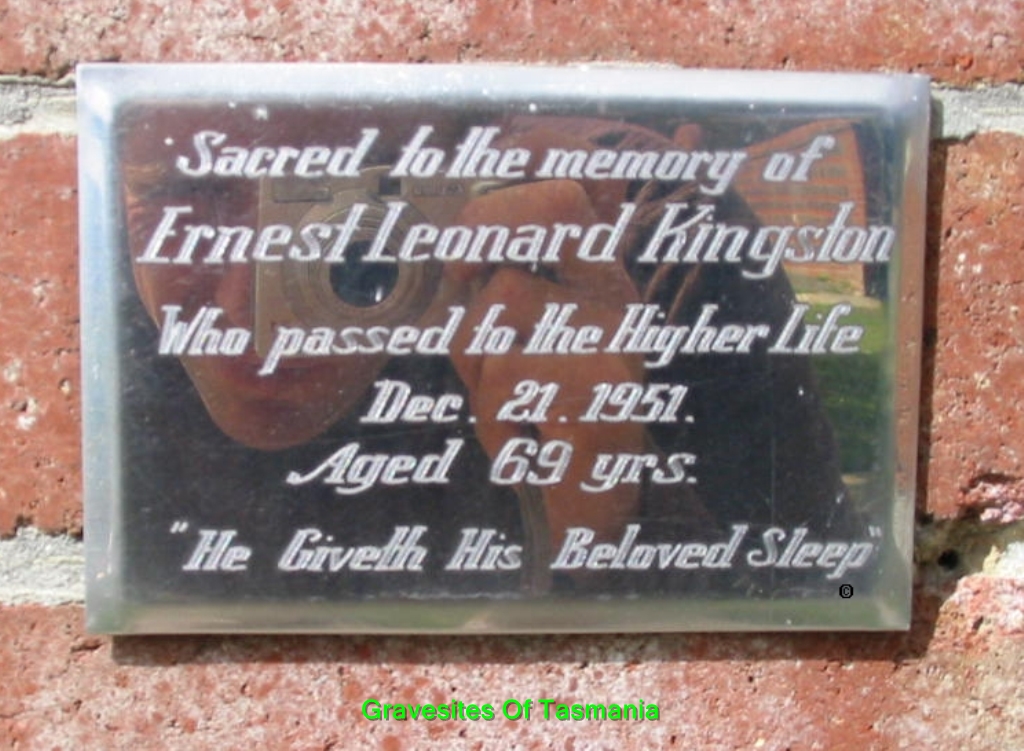 Sacred to the memory of
Ernest Leonard Kingston
Who passed to the Higher Life
Dec. 21. 1951.
Aged 69 yrs.
"He Giveth His Beloved Sleep"
©
Gravesites Of Tasmania